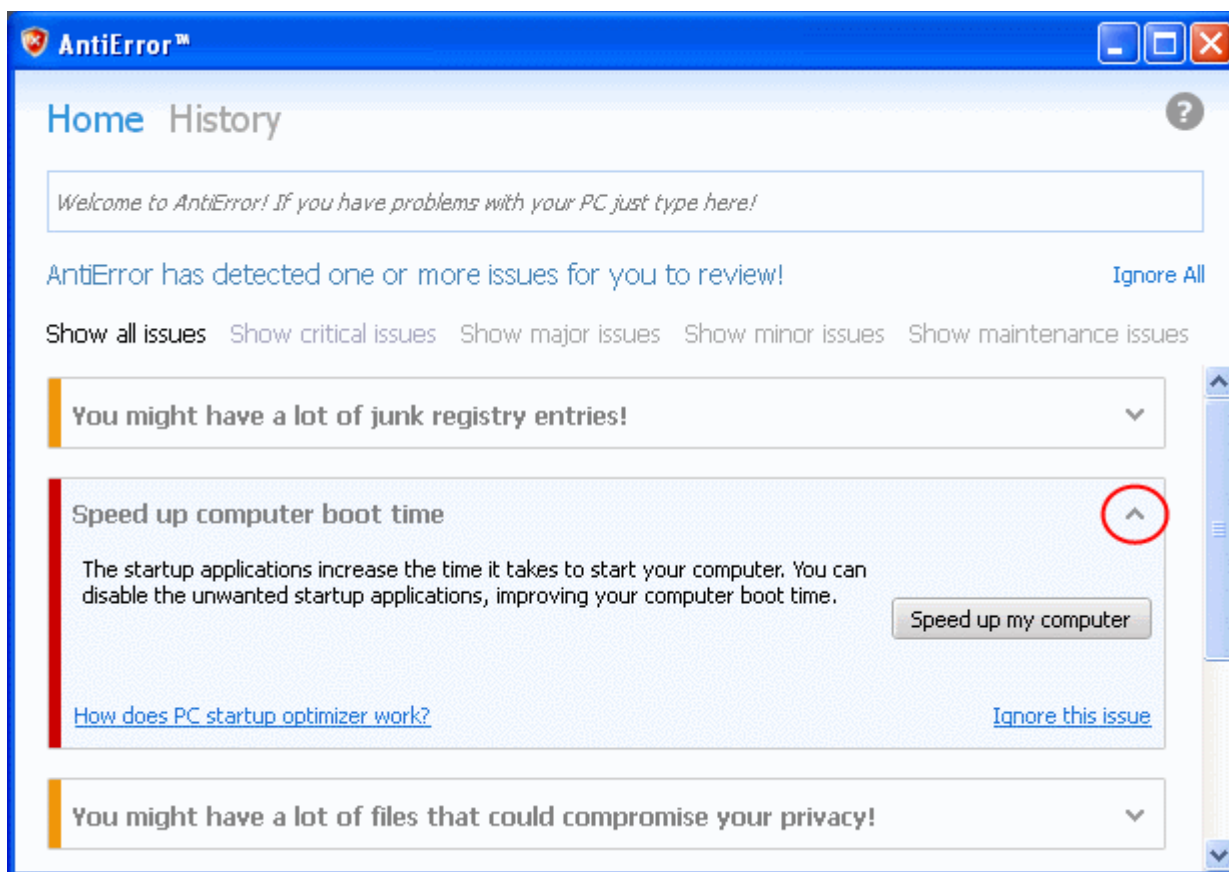 AntiError™
Home History
Welcome to AntiError! If you have problems with your PC just type here!
AntiError has detected one or more issues for you to review! Ignore All
Show all issues Show critical issues Show major issues Show minor issues Show maintenance issues
You might have a lot of junk registry entries!
Speed up computer boot time
The startup applications increase the time it takes to start your computer. You can
disable the unwanted startup applications, improving your computer boot time.
Speed up my computer
How does PC startup optimizer work? Ignore this issue
You might have a lot of files that could compromise your privacy!